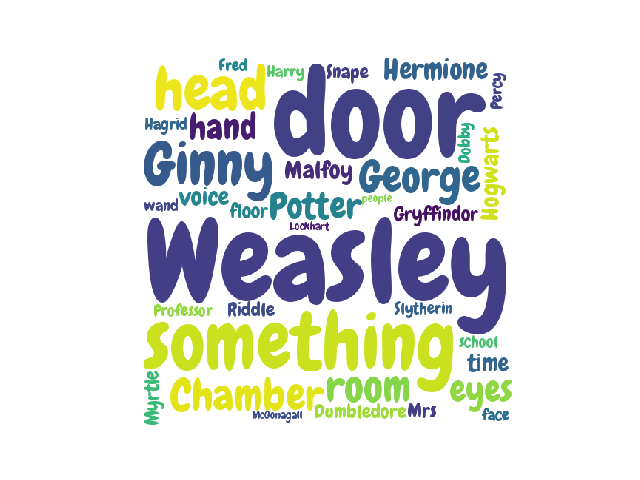 Fred
Harry
Snape
Hermione
Percy
head
door
Hagrid
hand
Dobby
Hogwarts
Ginny
Malfoy
George
wand
voice
floor
Potter
people
Gryffindor
Lockhart
Weasley
Professor
Riddle
Slytherin
something
school
time
Myrtle
Chamber
room
eyes
McGonagall
Dumbledore
Mrs
face